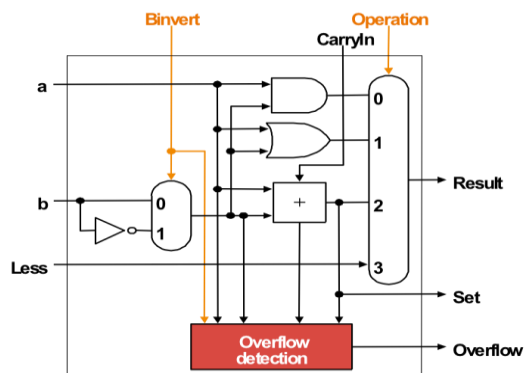 Binvert
Operation
CarryIn
a
0
1
+
2
b
0
1
Result
Less
3
Set
Overflow
detection
Overflow